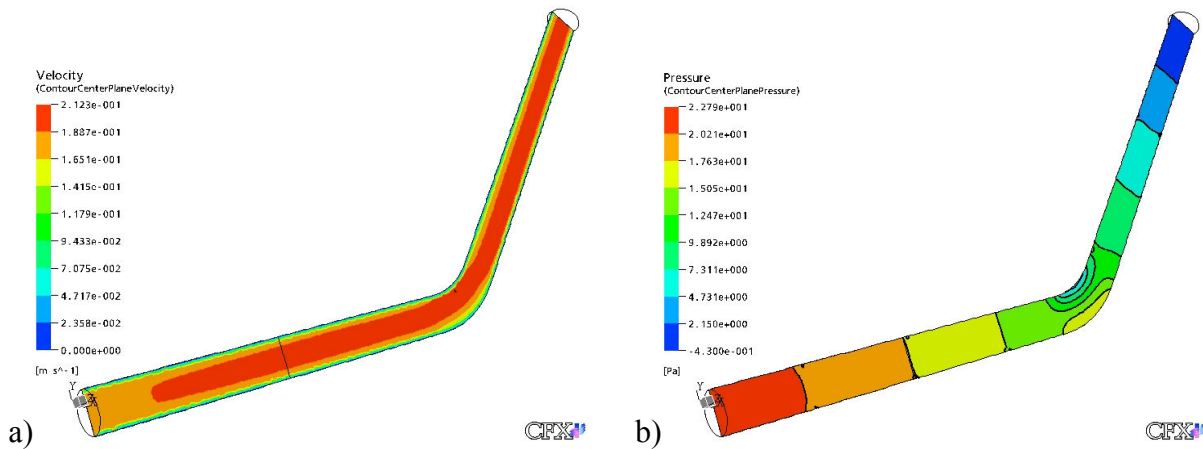 Velocity
(ContourCenterPlaneVelocity)
2.123e-001
1.887e-001
1.651e-001
1.415e-001
1.179e-001
9.433e-002
7.075e-002
4.717e-002
2.358e-002
0.000e+000
[m s^-1]
Y
a)
CFX
Pressure
(ContourCenterPlanePressure)
2.279e+001
2.021e+001
1.763e+001
1.505e+001
1.247e+001
9.892e+000
7.311e+000
4.731e+000
2.150e+000
-4.300e-001
[Pa]
Y
b)
CFX